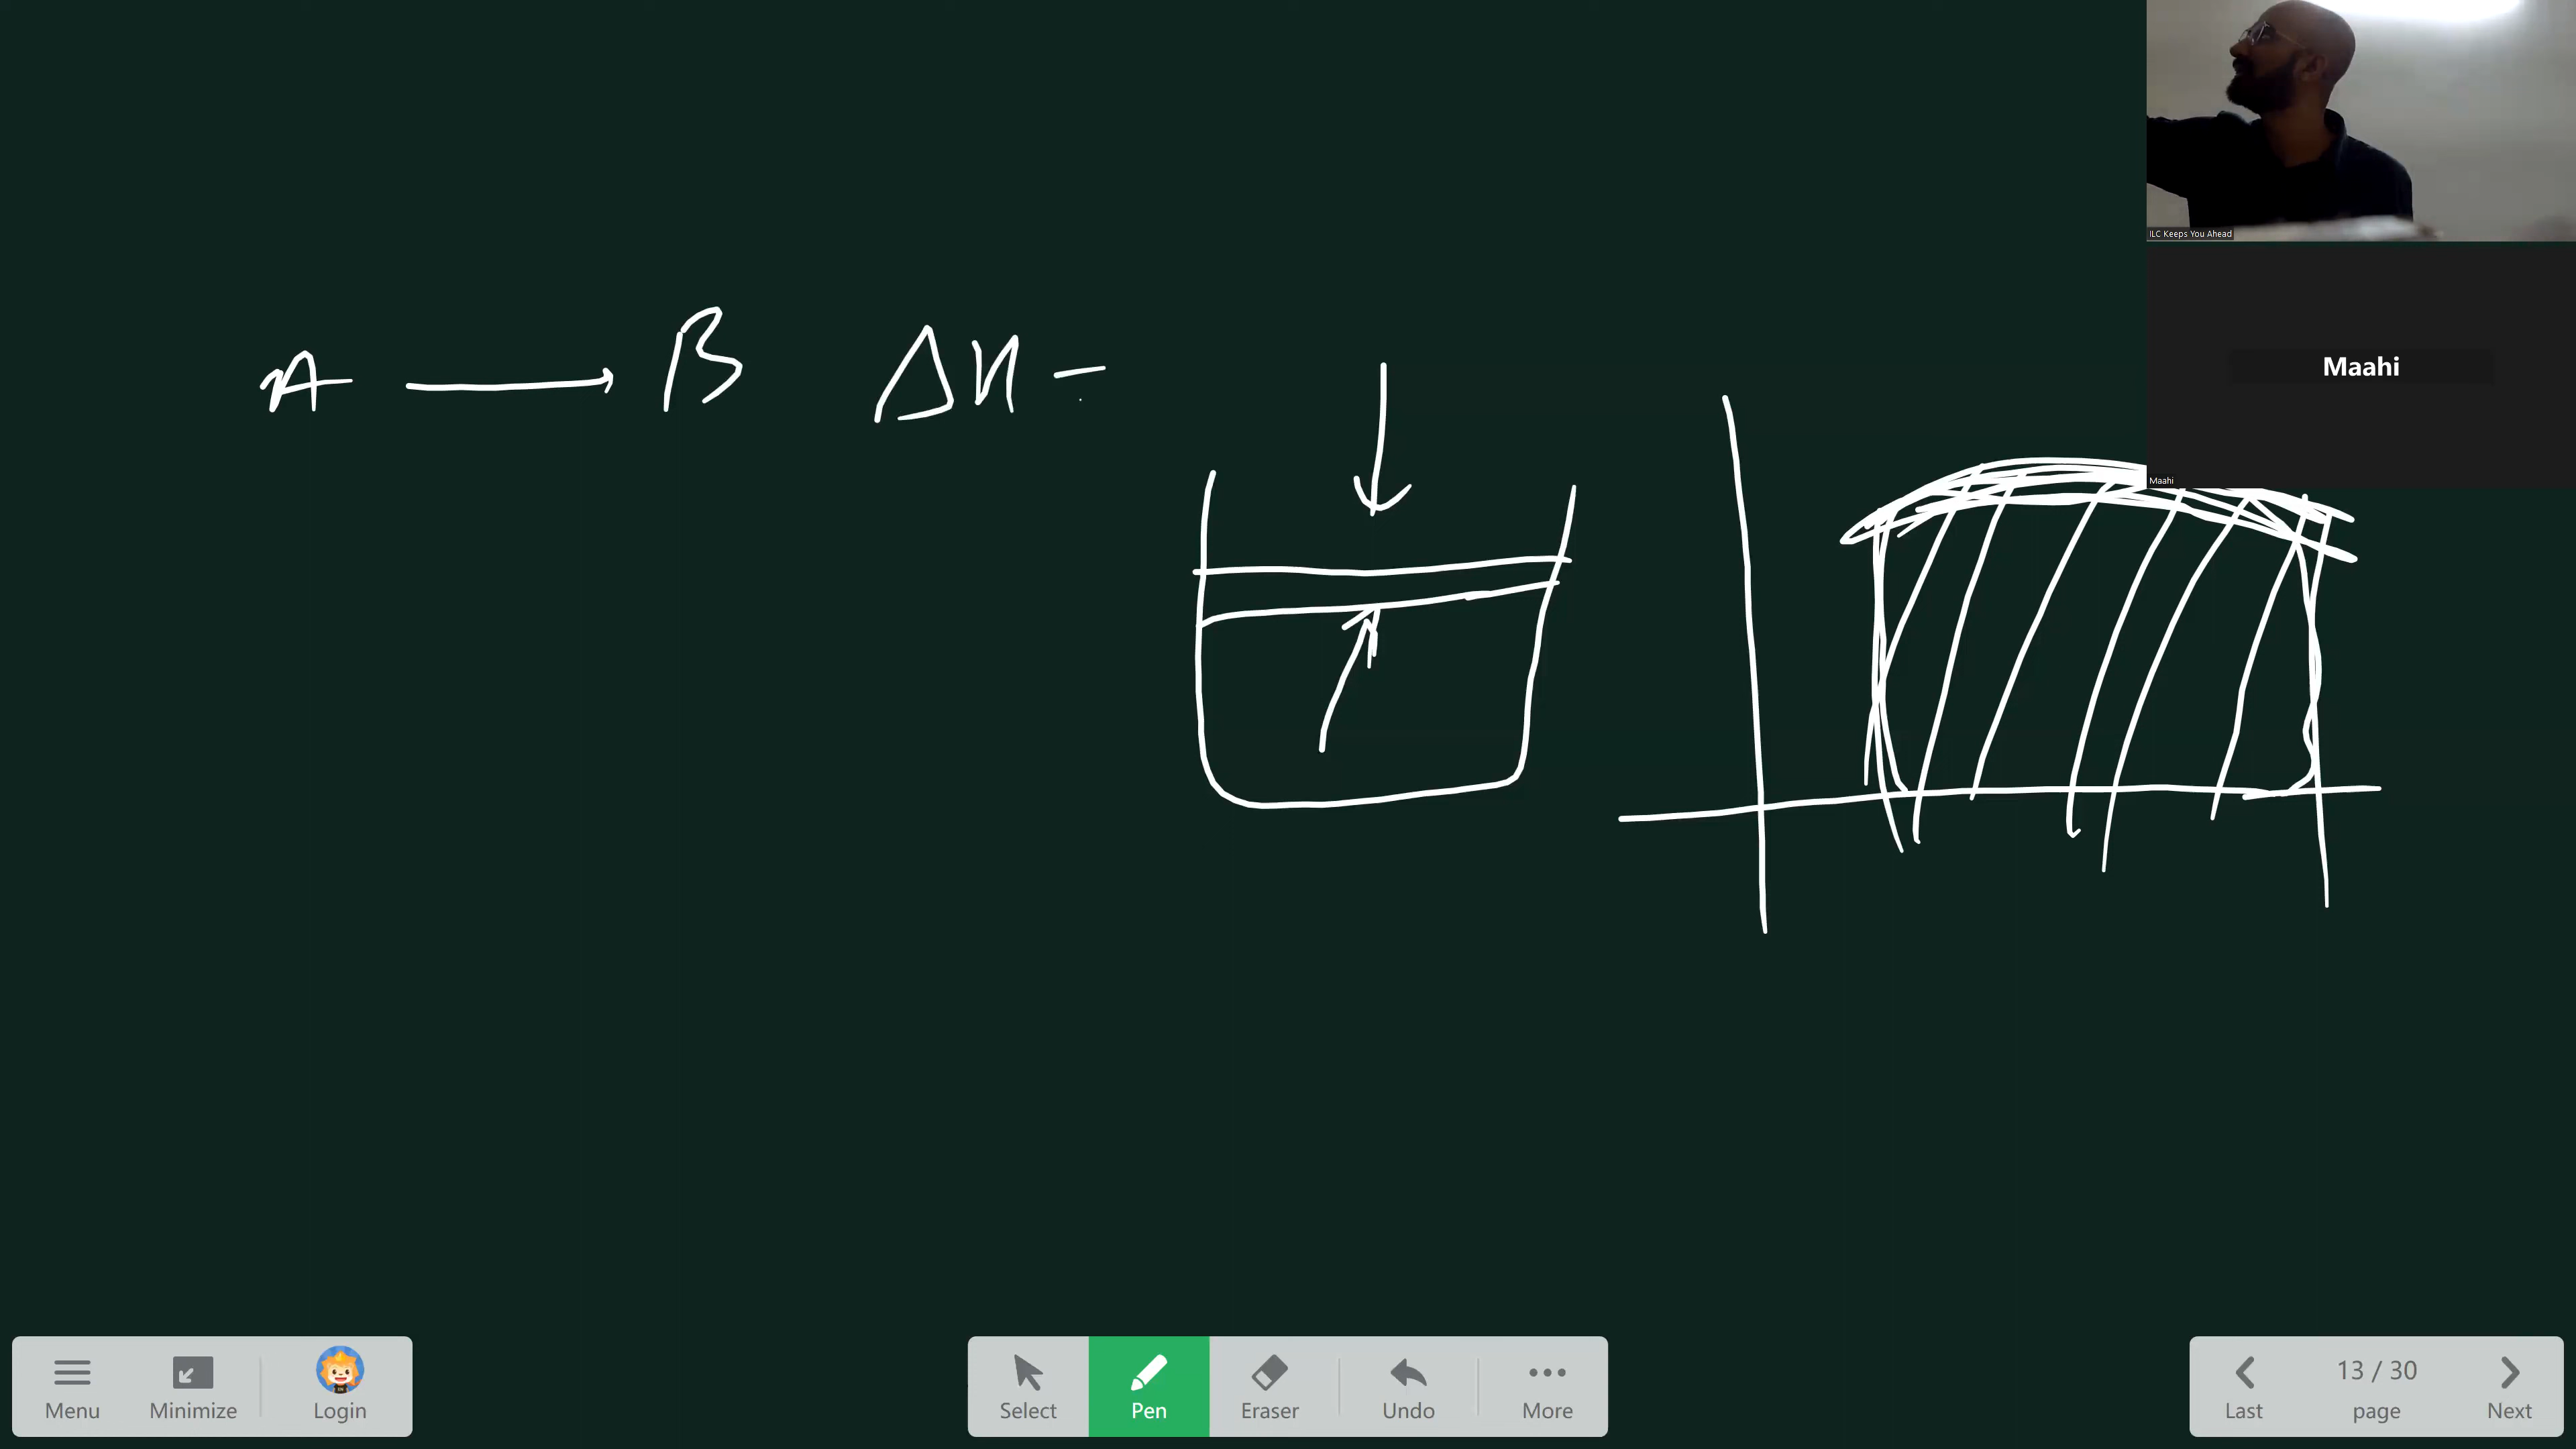 ILC Keeps You Ahead
Maahi
Maahi
A → B ΔH =
Menu Minimize Login
Select Pen Eraser Undo More
13 / 30
Last page Next